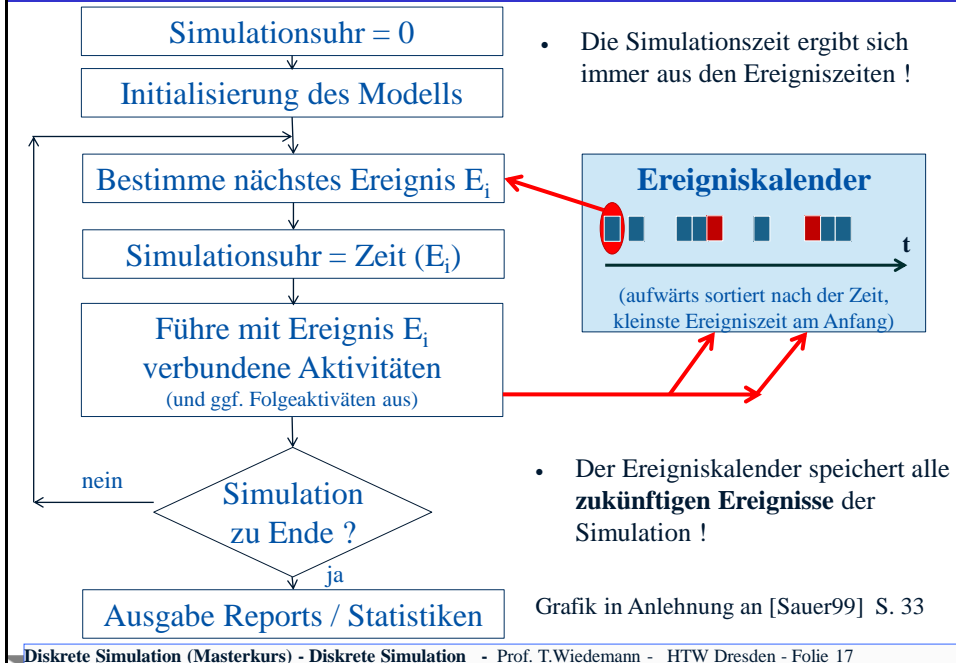 Simulationsuhr = 0
Initialisierung des Modells
Bestimme nächstes Ereignis Ei
Simulationsuhr = Zeit (Ei)
Führe mit Ereignis Ei
verbundene Aktivitäten
(und ggf. Folgeaktiväten aus)
nein
Simulation
zu Ende ?
ja
Ausgabe Reports / Statistiken
• Die Simulationszeit ergibt sich
immer aus den Ereigniszeiten !
Ereigniskalender
t
(aufwärts sortiert nach der Zeit,
kleinste Ereigniszeit am Anfang)
• Der Ereigniskalender speichert alle
zukünftigen Ereignisse der
Simulation !
Grafik in Anlehnung an [Sauer99] S. 33
Diskrete Simulation (Masterkurs) - Diskrete Simulation - Prof. T.Wiedemann - HTW Dresden - Folie 17